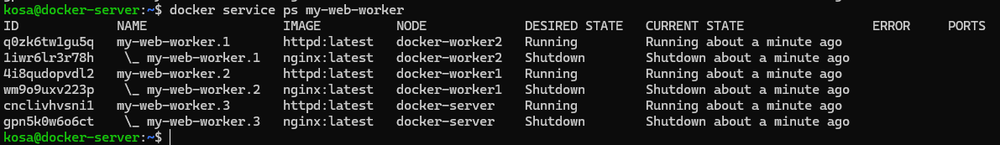 kosa@docker-server:~$ docker service ps my-web-worker
ID NAME IMAGE NODE DESIRED STATE CURRENT STATE ERROR PORTS
q0zk6tw1gu5q my-web-worker.1 httpd:latest docker-worker2 Running Running about a minute ago
1iwr6lr3r78h \_ my-web-worker.1 nginx:latest docker-worker2 Shutdown Shutdown about a minute ago
4i8qudopvdl2 my-web-worker.2 httpd:latest docker-worker1 Running Running about a minute ago
wm9o9uxv223p \_ my-web-worker.2 nginx:latest docker-worker1 Shutdown Shutdown about a minute ago
cnclivhvsni1 my-web-worker.3 httpd:latest docker-server Running Running about a minute ago
gpn5k0w6o6ct \_ my-web-worker.3 nginx:latest docker-server Shutdown Shutdown about a minute ago
kosa@docker-server:~$